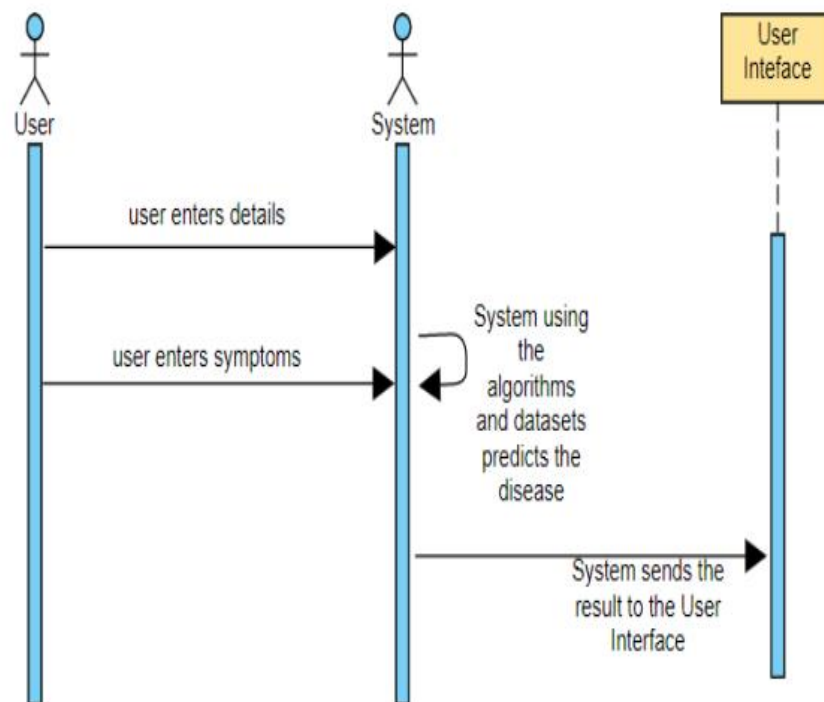 User
Inteface
User
System
user enters details
System using
the
algorithms
and datasets
predicts the
disease
user enters symptoms
System sends the
result to the User
Interface